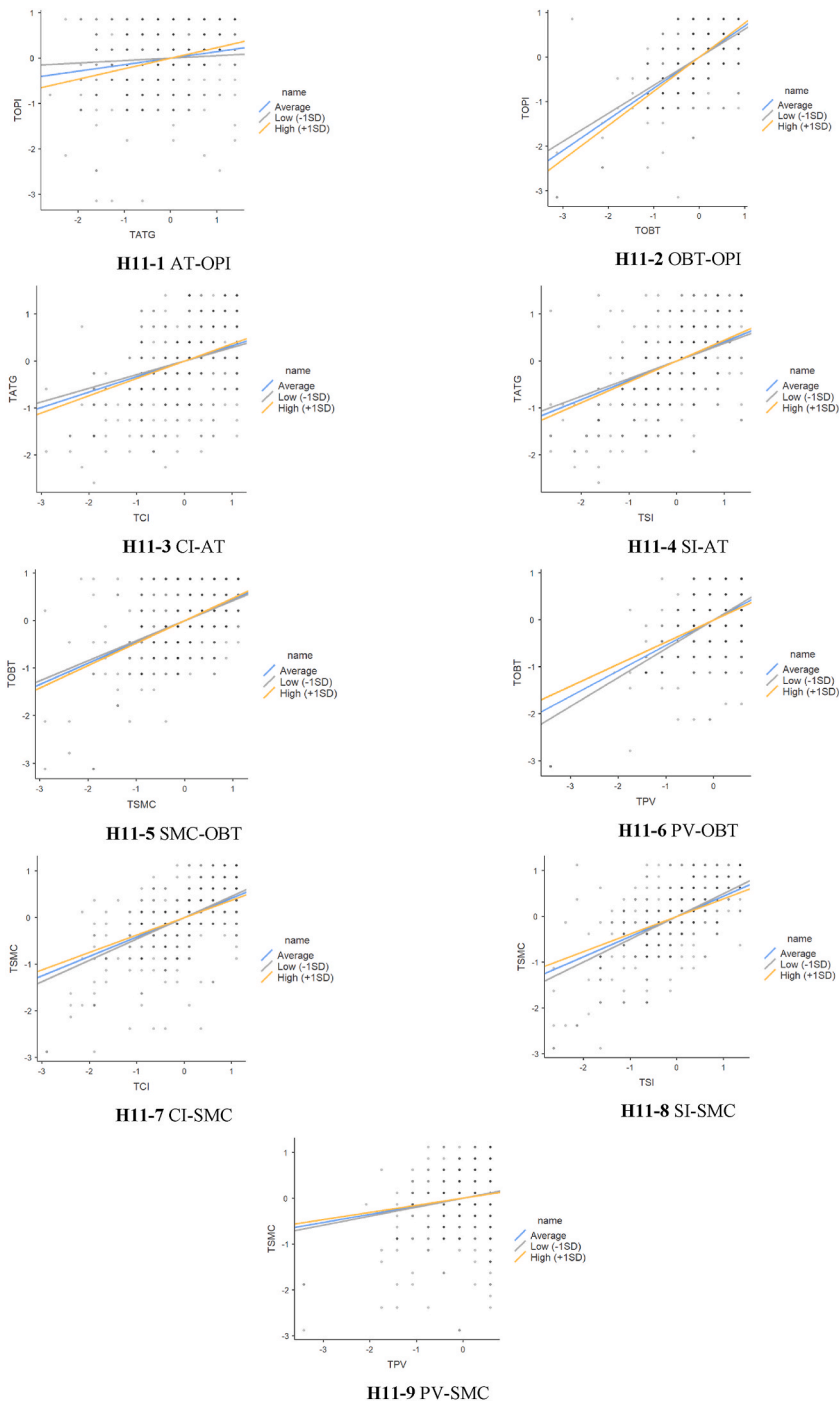 1
0
-1
-2
-3
TOPI
-2
-1
0
1
TATG
name
Average
Low (-1SD)
High (+1SD)
H11-1 AT-OPI
0
-1
-2
-3
TOPI
-3
-2
-1
0
TOBT
name
Average
Low (-1SD)
High (+1SD)
H11-2 OBT-OPI
1
0
-1
-2
TATG
-3
-2
-1
0
1
TCI
name
Average
Low (-1SD)
High (+1SD)
H11-3 CI-AT
1
0
-1
-2
TATG
-2
-1
0
1
TSI
name
Average
Low (-1SD)
High (+1SD)
H11-4 SI-AT
1
0
-1
-2
-3
TOBT
-3
-2
-1
0
1
TSMC
name
Average
Low (-1SD)
High (+1SD)
H11-5 SMC-OBT
1
0
-1
-2
-3
TOBT
-3
-2
-1
0
TPV
name
Average
Low (-1SD)
High (+1SD)
H11-6 PV-OBT
1
0
-1
-2
-3
TSMC
-3
-2
-1
0
1
TCI
name
Average
Low (-1SD)
High (+1SD)
H11-7 CI-SMC
1
0
-1
-2
-3
TSMC
-2
-1
0
1
TSI
name
Average
Low (-1SD)
High (+1SD)
H11-8 SI-SMC
1
0
-1
-2
-3
TSMC
-3
-2
-1
0
TPV
name
Average
Low (-1SD)
High (+1SD)
H11-9 PV-SMC